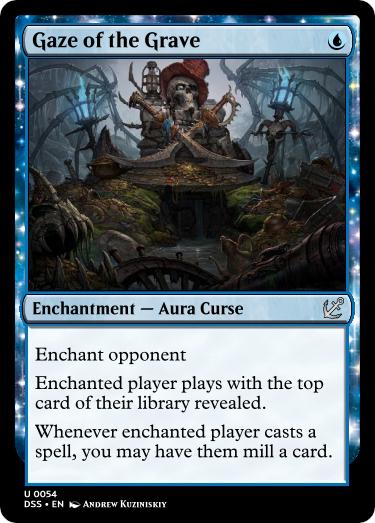 Gaze of the Grave
Enchantment — Aura Curse
Enchant opponent
Enchanted player plays with the top
card of their library revealed.
Whenever enchanted player casts a
spell, you may have them mill a card.
U 0054
DSS • EN Andrew Kuziniskiy